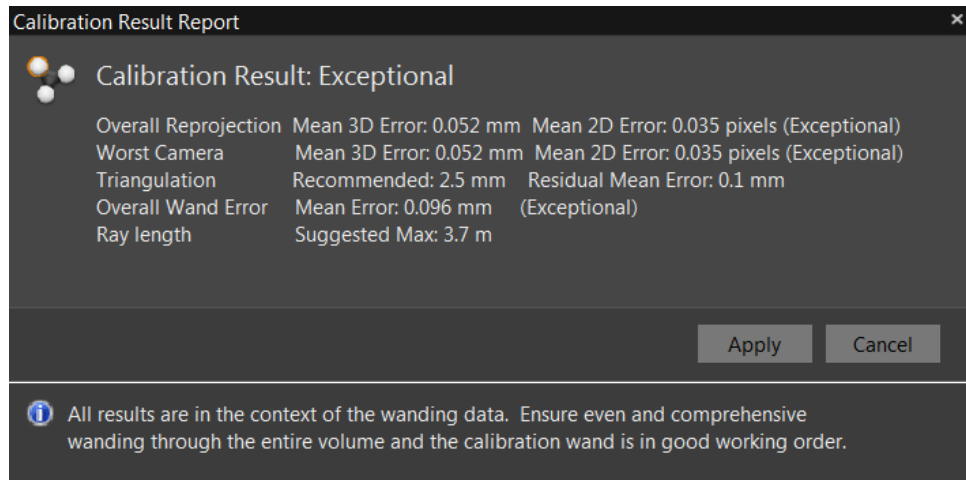 Calibration Result Report
Calibration Result: Exceptional
Overall Reprojection Mean 3D Error: 0.052 mm Mean 2D Error: 0.035 pixels (Exceptional)
Worst Camera Mean 3D Error: 0.052 mm Mean 2D Error: 0.035 pixels (Exceptional)
Triangulation Recommended: 2.5 mm Residual Mean Error: 0.1 mm
Overall Wand Error Mean Error: 0.096 mm (Exceptional)
Ray length Suggested Max: 3.7 m
Apply Cancel
All results are in the context of the wanding data. Ensure even and comprehensive
wanding through the entire volume and the calibration wand is in good working order.